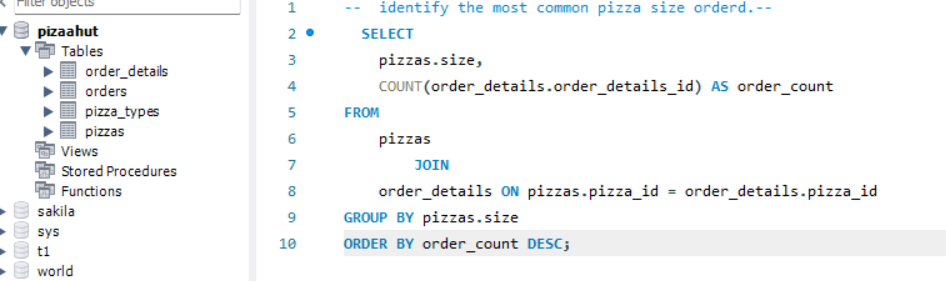 Filter objects
pizaahut
Tables
order_details
orders
pizza_types
pizzas
Views
Stored Procedures
Functions
sakila
sys
t1
world
1 -- identify the most common pizza size orderd.--
2 SELECT
3 pizzas.size,
4 COUNT(order_details.order_details_id) AS order_count
5 FROM
6 pizzas
7 JOIN
8 order_details ON pizzas.pizza_id = order_details.pizza_id
9 GROUP BY pizzas.size
10 ORDER BY order_count DESC;